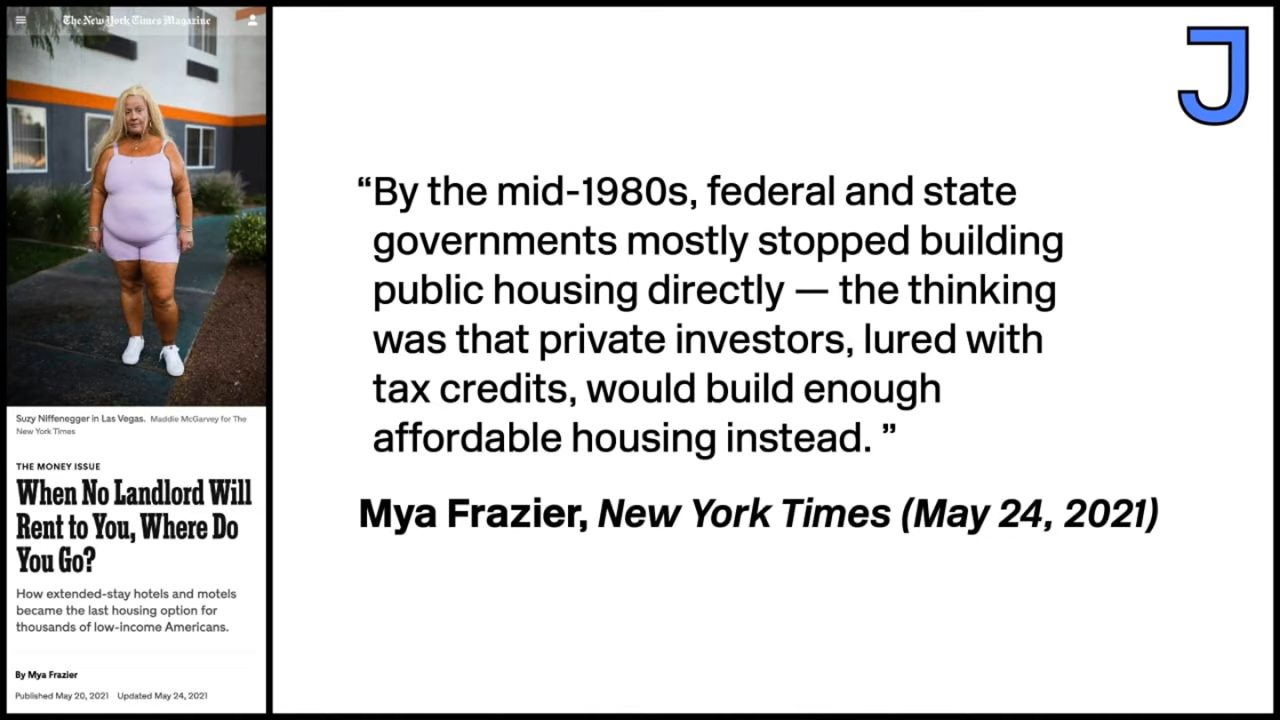 The New York Times Magazine
Suzy Niffenegger in Las Vegas. Maddie McGarvey for The
New York Times
THE MONEY ISSUE
When No Landlord Will
Rent to You, Where Do
You Go?
How extended-stay hotels and motels
became the last housing option for
thousands of low-income Americans.
By Mya Frazier
Published May 20, 2021 Updated May 24, 2021
J
“By the mid-1980s, federal and state
governments mostly stopped building
public housing directly — the thinking
was that private investors, lured with
tax credits, would build enough
affordable housing instead. ”
Mya Frazier, New York Times (May 24, 2021)